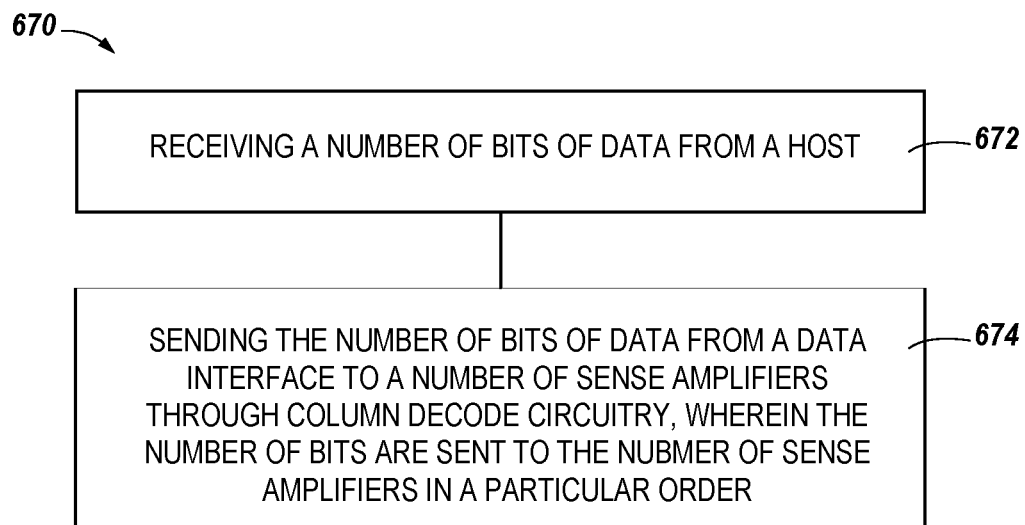 670
RECEIVING A NUMBER OF BITS OF DATA FROM A HOST
672
SENDING THE NUMBER OF BITS OF DATA FROM A DATA
INTERFACE TO A NUMBER OF SENSE AMPLIFIERS
THROUGH COLUMN DECODE CIRCUITRY, WHEREIN THE
NUMBER OF BITS ARE SENT TO THE NUBMER OF SENSE
AMPLIFIERS IN A PARTICULAR ORDER
674